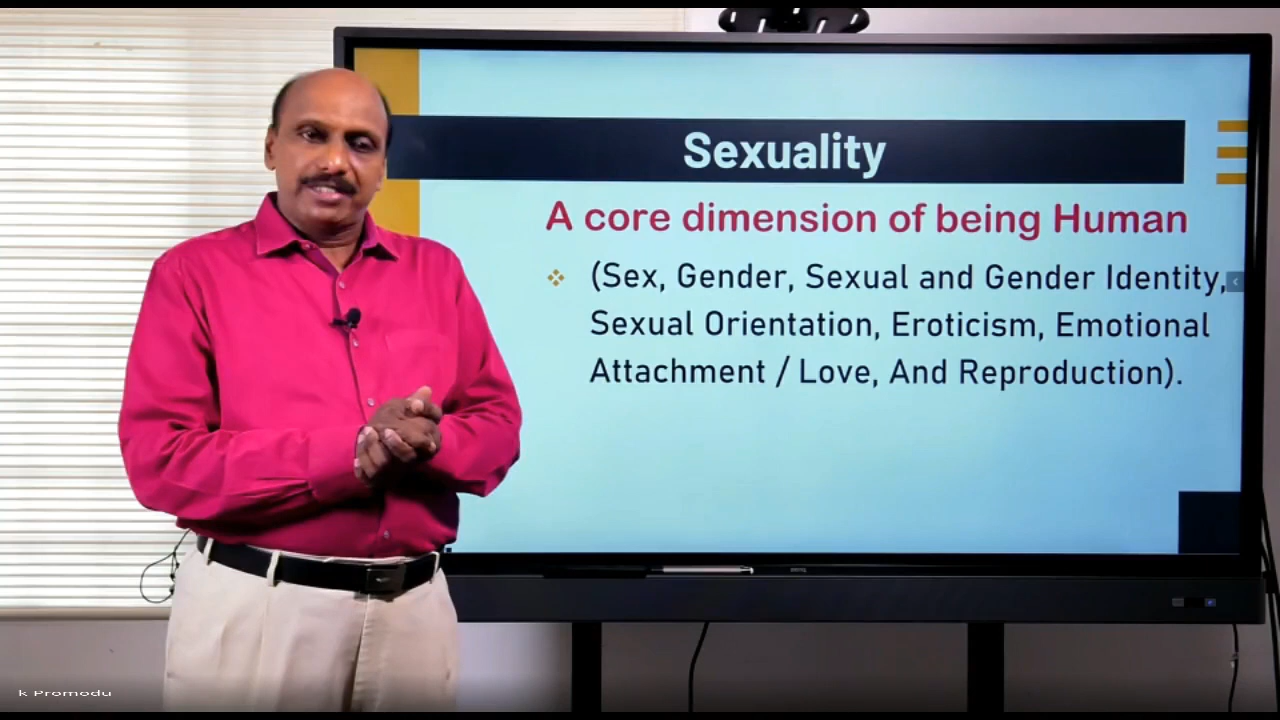 Sexuality
A core dimension of being Human
(Sex, Gender, Sexual and Gender Identity,
Sexual Orientation, Eroticism, Emotional
Attachment / Love, And Reproduction).
k Promodu